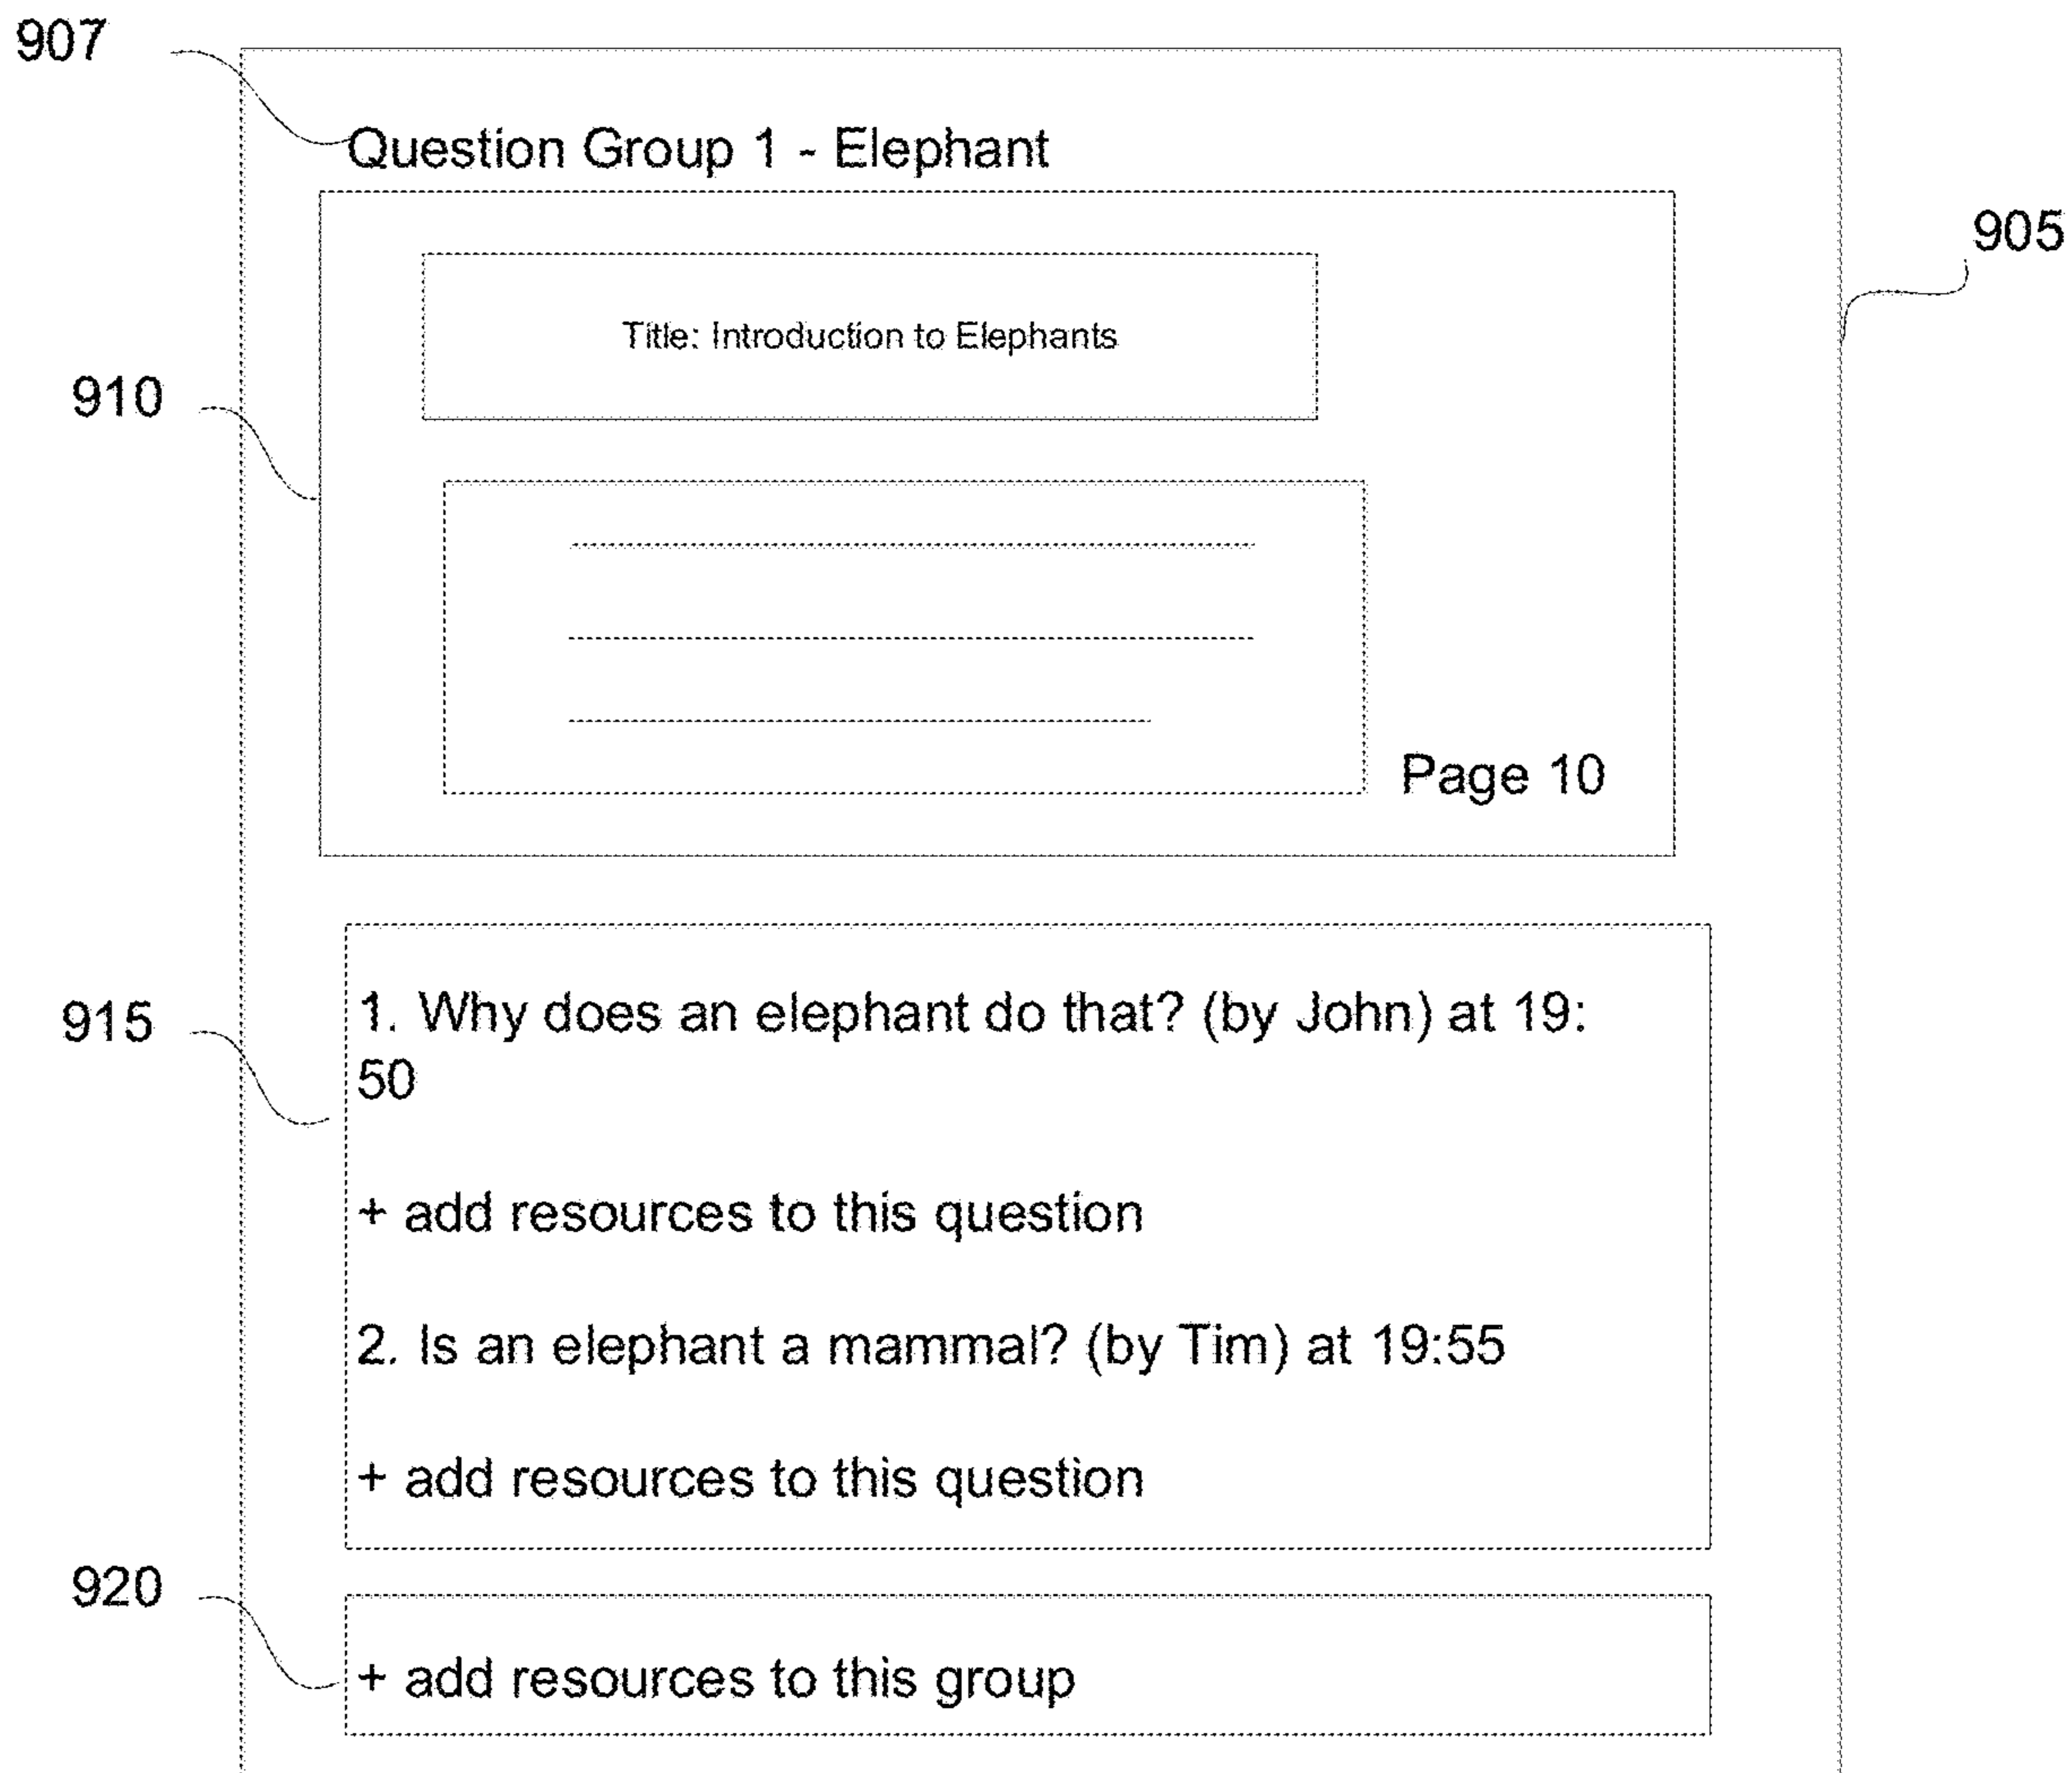 907
Question Group 1 - Elephant
905
Title: Introduction to Elephants
910
Page 10
915
1. Why does an elephant do that? (by John) at 19:
50
+ add resources to this question
2. Is an elephant a mammal? (by Tim) at 19:55
+ add resources to this question
920
+ add resources to this group